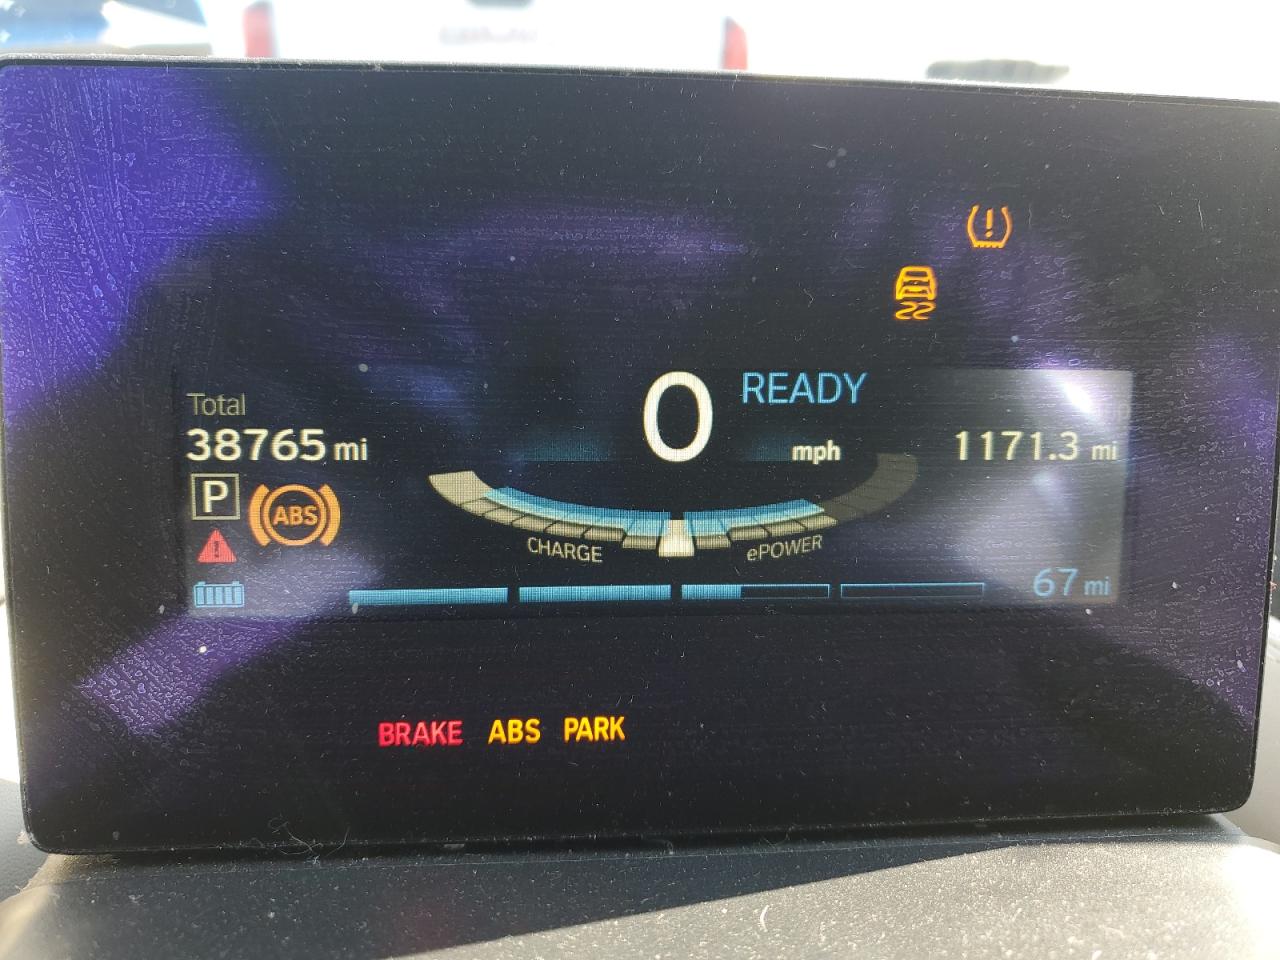 Total
38765 mi
0 mph
READY
1171.3 mi
P
ABS
CHARGE
ePOWER
67 mi
BRAKE ABS PARK